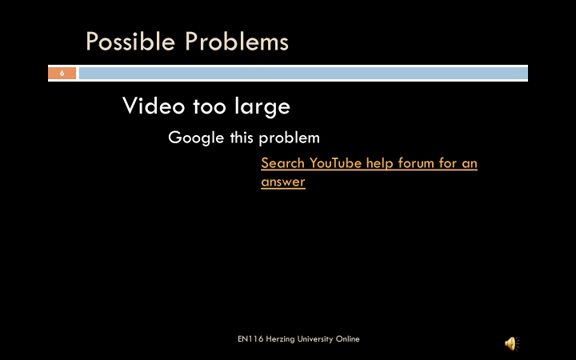 Possible Problems
6
Video too large
Google this problem
Search YouTube help forum for an
answer
EN116 Herzing University Online